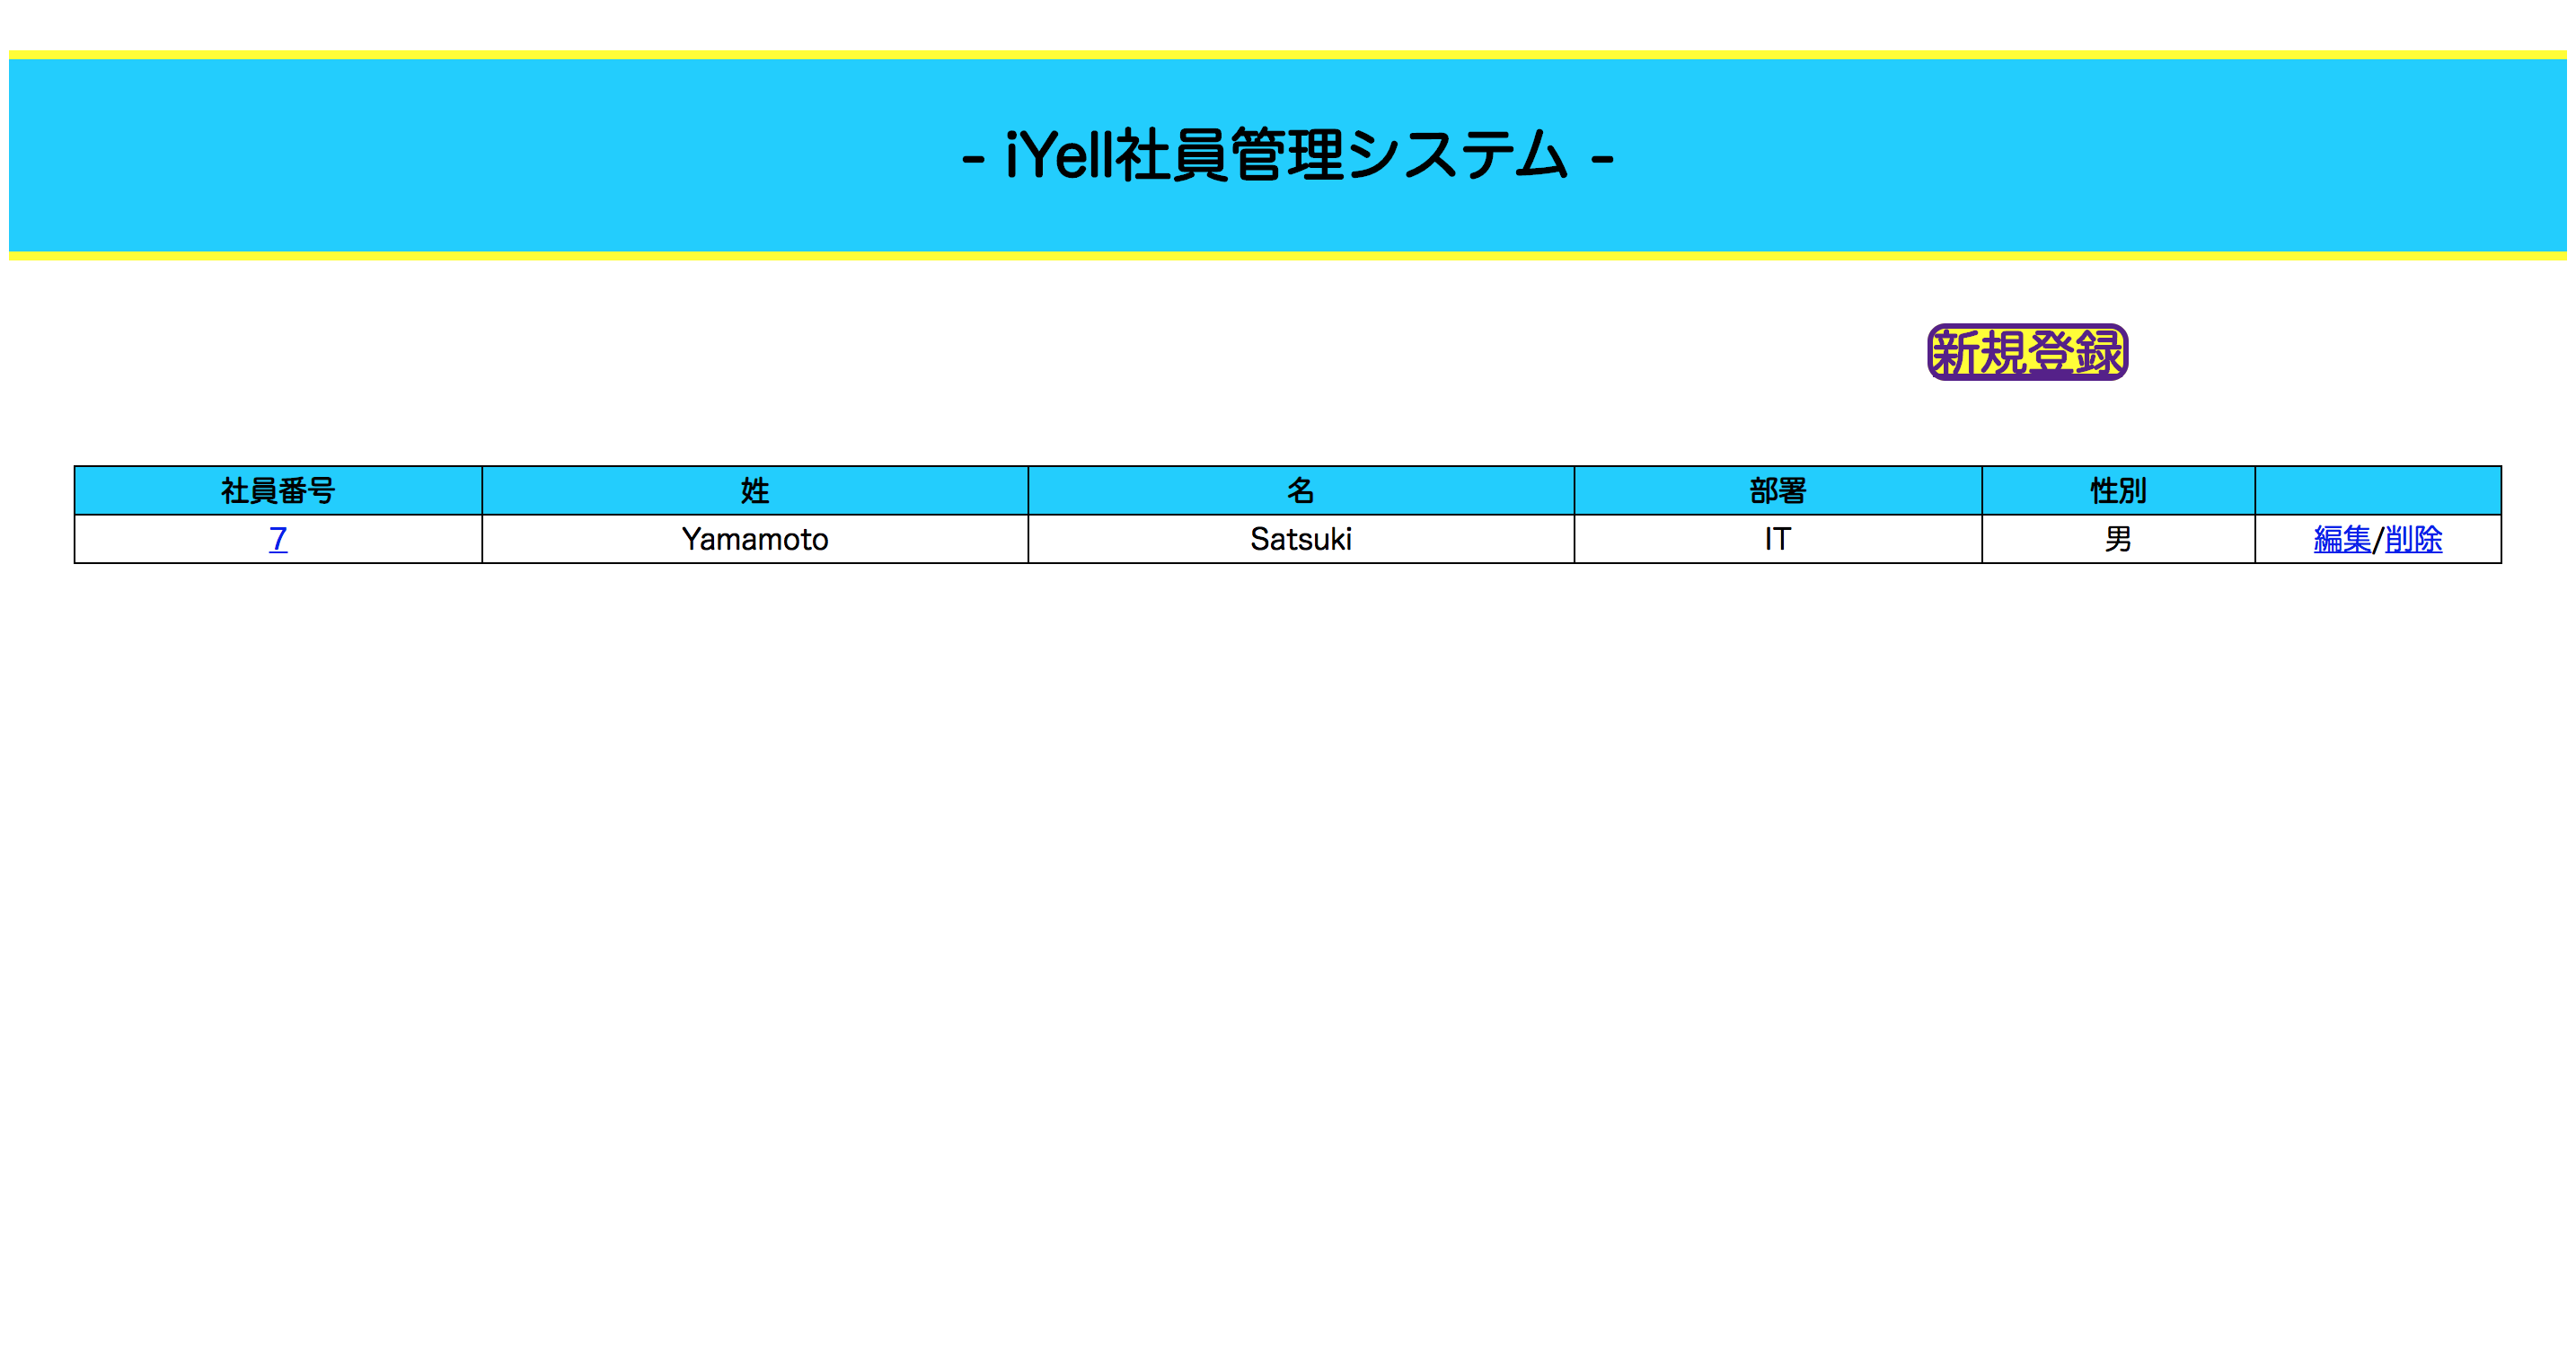 - iYell社員管理システム -
新規登録
社員番号 姓 名 部署 性別
7 Yamamoto Satsuki IT 男 編集/削除